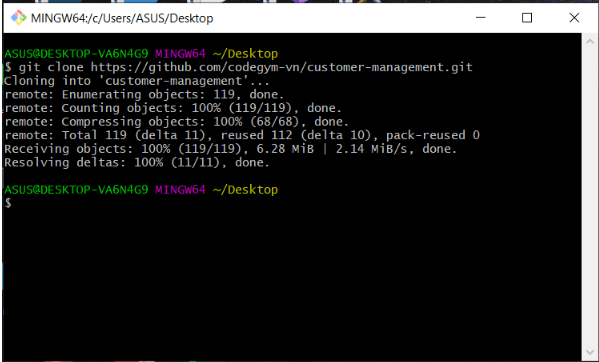 MINGW64:/c/Users/ASUS/Desktop
ASUS@DESKTOP-VA6N4G9 MINGW64 ~/Desktop
$ git clone https://github.com/codegym-vn/customer-management.git
Cloning into 'customer-management'...
remote: Enumerating objects: 119, done.
remote: Counting objects: 100% (119/119), done.
remote: Compressing objects: 100% (68/68), done.
remote: Total 119 (delta 11), reused 112 (delta 10), pack-reused 0
Receiving objects: 100% (119/119), 6.28 MiB | 2.14 MiB/s, done.
Resolving deltas: 100% (11/11), done.
ASUS@DESKTOP-VA6N4G9 MINGW64 ~/Desktop
$